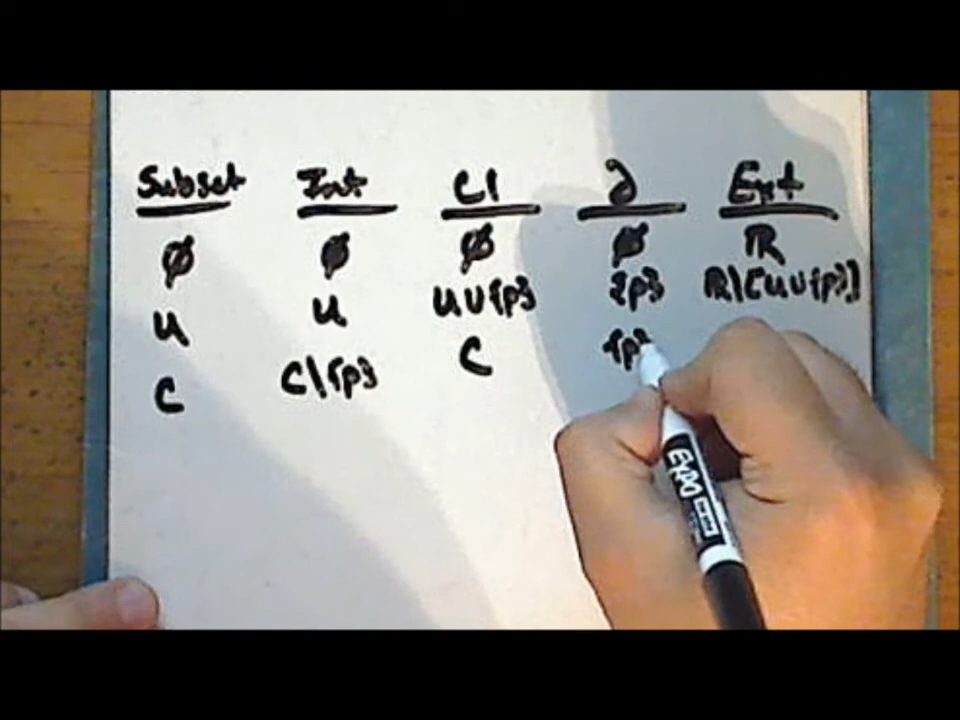 Subset Int Cl ∂ Ext
∅ ∅ ∅ ∅ ℝ
U U U∪{p} {p} ℝ\[U∪{p}]
C C\{p} C {p}
EXPO